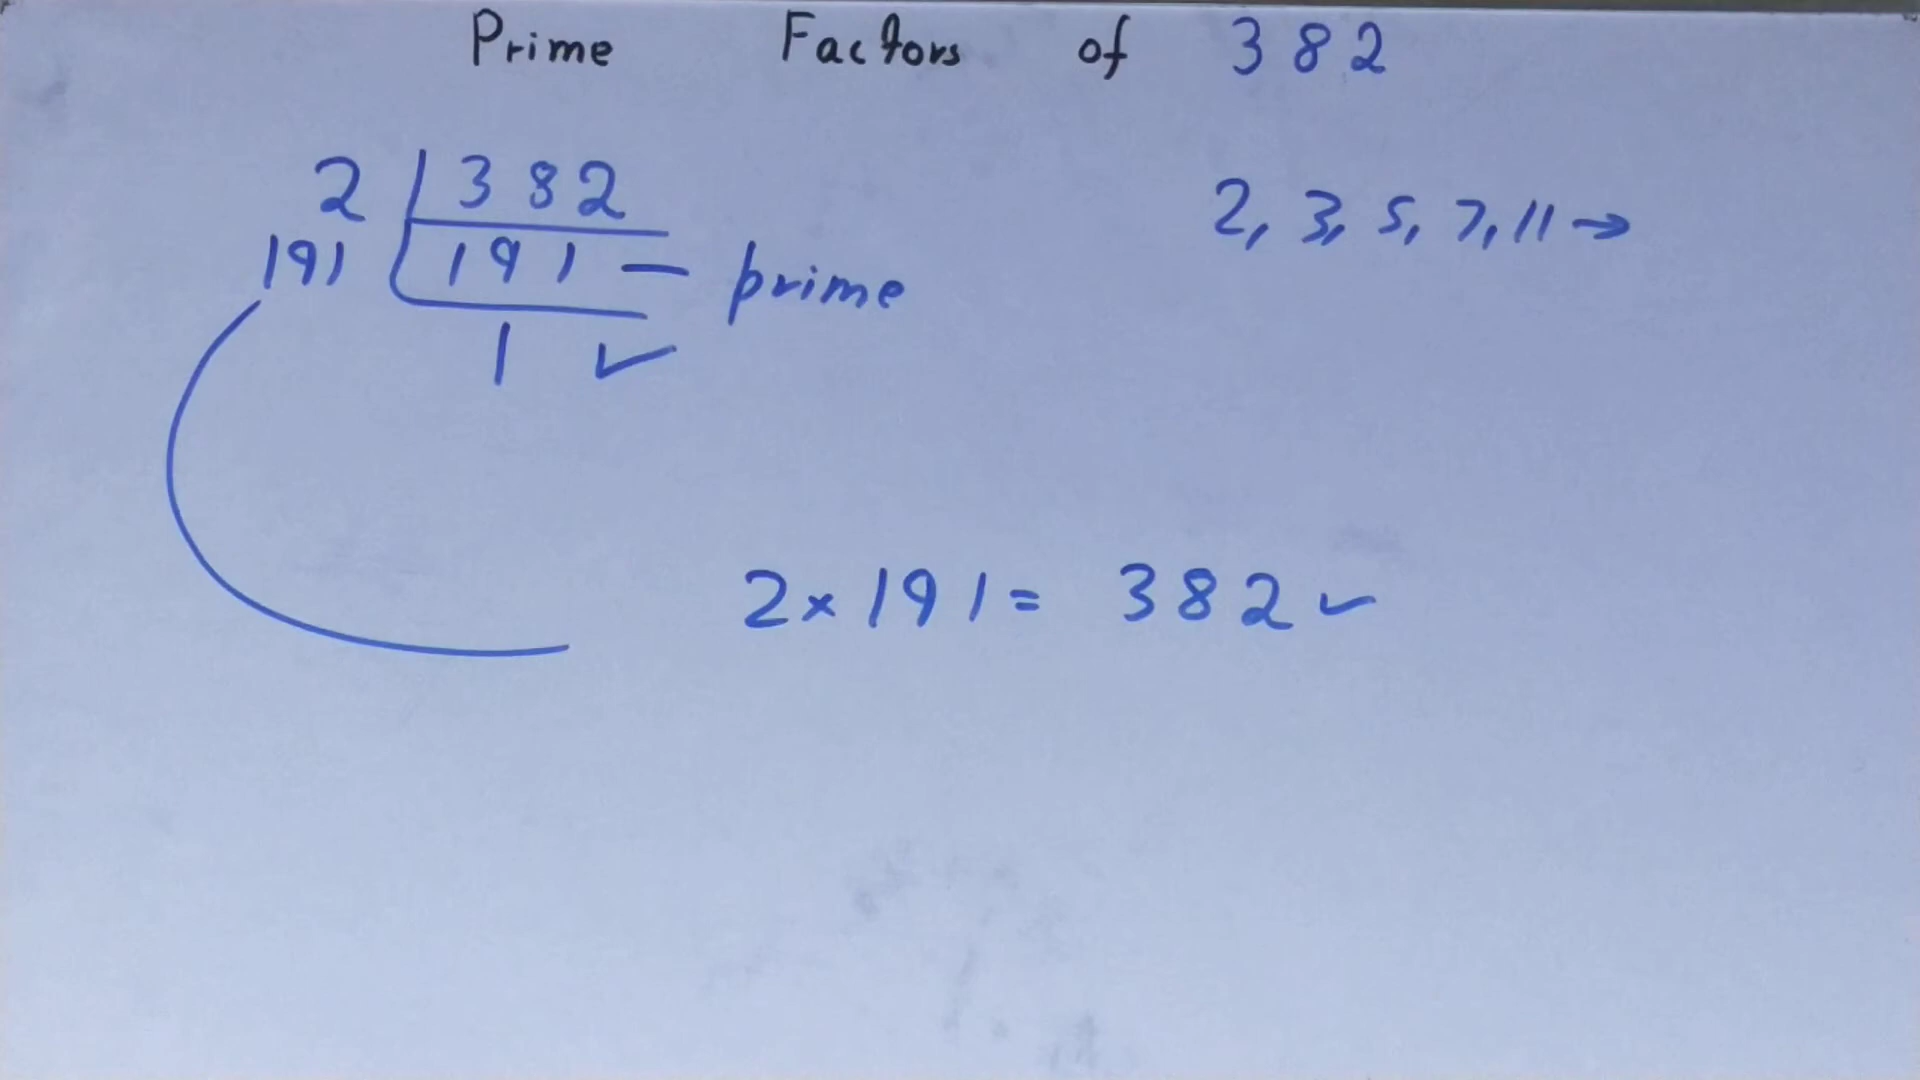 Prime Factors of 382
2 | 382
191 | 191 — prime
1 ✓
2, 3, 5, 7, 11 →
2 × 191 = 382 ✓